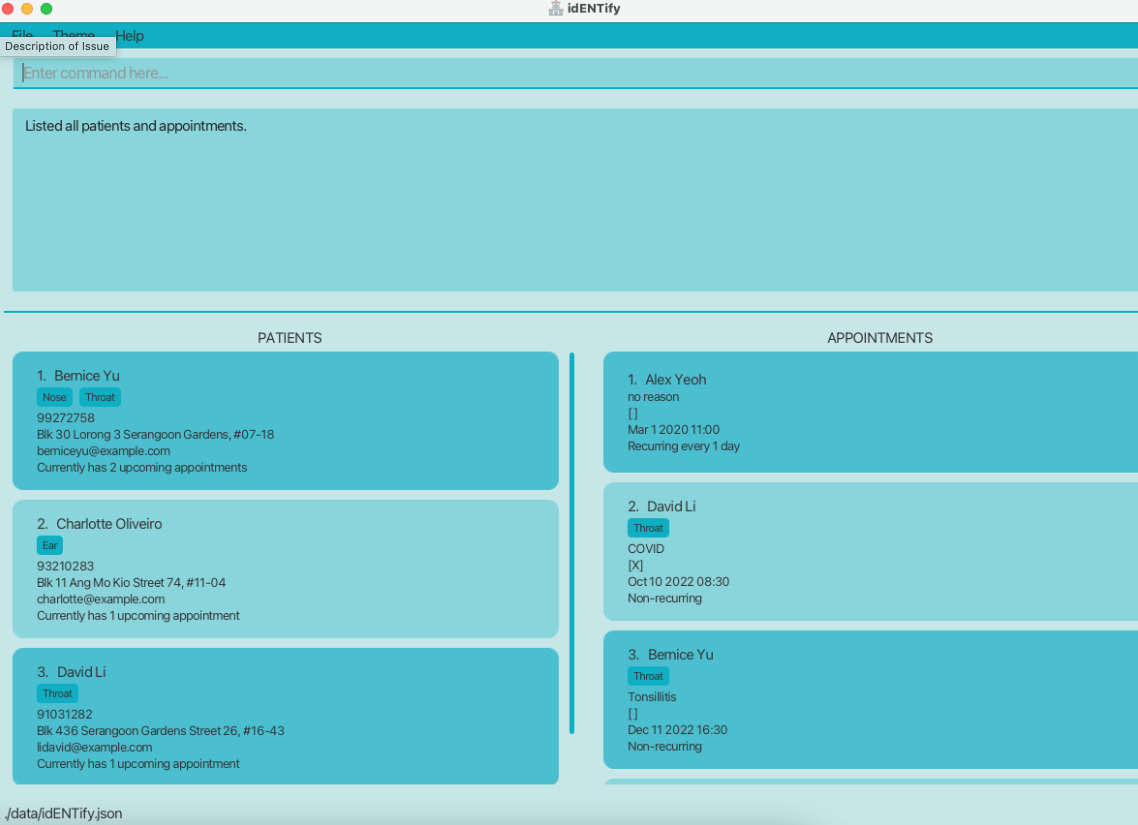 idENTify
File Theme Help
Description of Issue
Enter command here...
Listed all patients and appointments.
PATIENTS
1. Bernice Yu
Nose Throat
99272758
Blk 30 Lorong 3 Serangoon Gardens, #07-18
berniceyu@example.com
Currently has 2 upcoming appointments
2. Charlotte Oliveiro
Ear
93210283
Blk 11 Ang Mo Kio Street 74, #11-04
charlotte@example.com
Currently has 1 upcoming appointment
3. David Li
Throat
91031282
Blk 436 Serangoon Gardens Street 26, #16-43
lidavid@example.com
Currently has 1 upcoming appointment
APPOINTMENTS
1. Alex Yeoh
no reason
[ ]
Mar 1 2020 11:00
Recurring every 1 day
2. David Li
Throat
COVID
[X]
Oct 10 2022 08:30
Non-recurring
3. Bernice Yu
Throat
Tonsillitis
[ ]
Dec 11 2022 16:30
Non-recurring
./data/idENTify.json